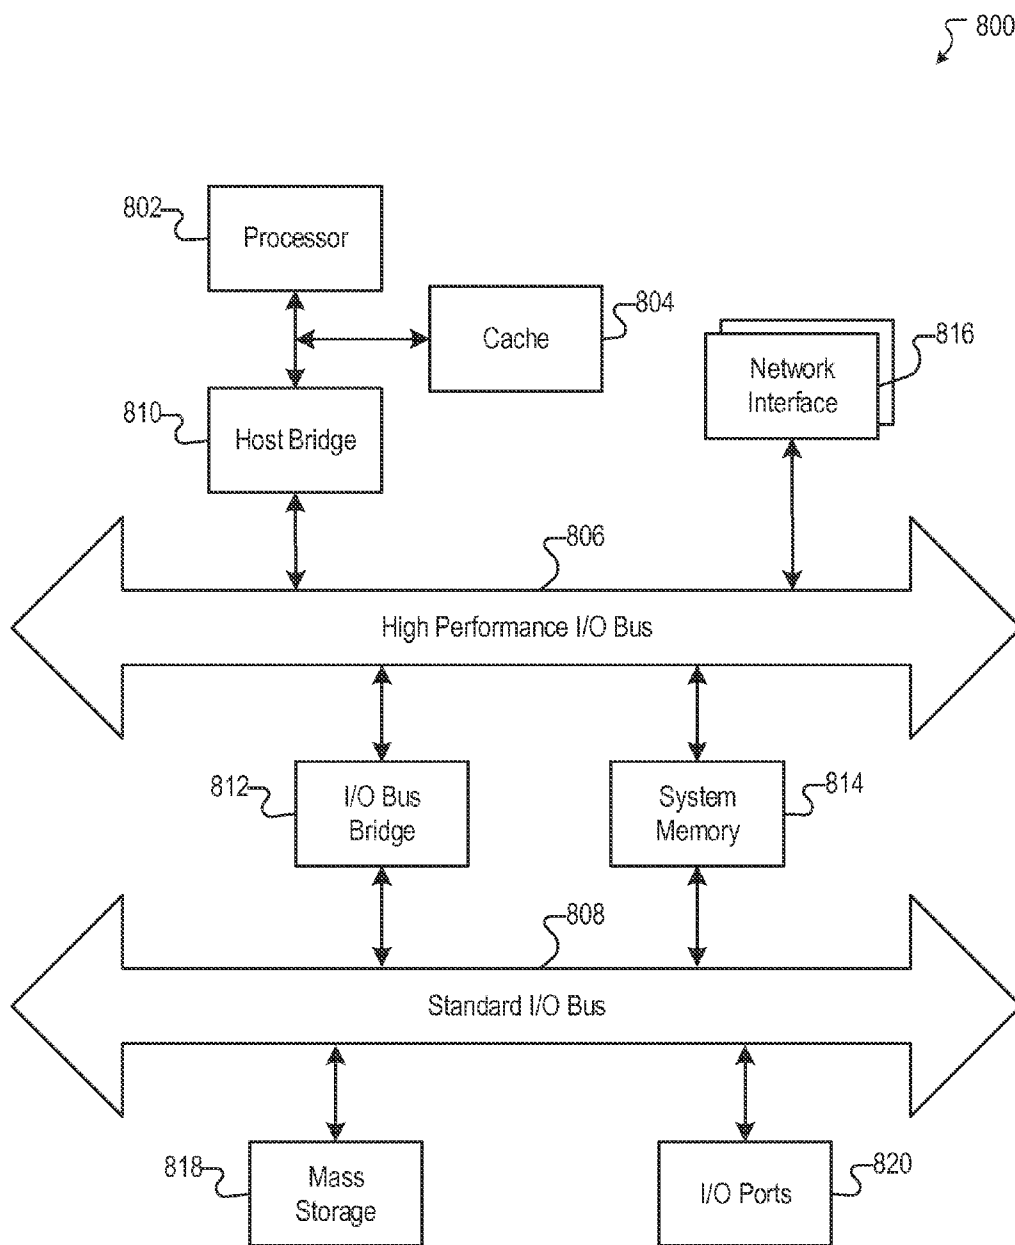 800
802
Processor
804
Cache
816
Network
Interface
810
Host Bridge
806
High Performance I/O Bus
812
I/O Bus
Bridge
System
Memory
814
808
Standard I/O Bus
818
Mass
Storage
I/O Ports
820